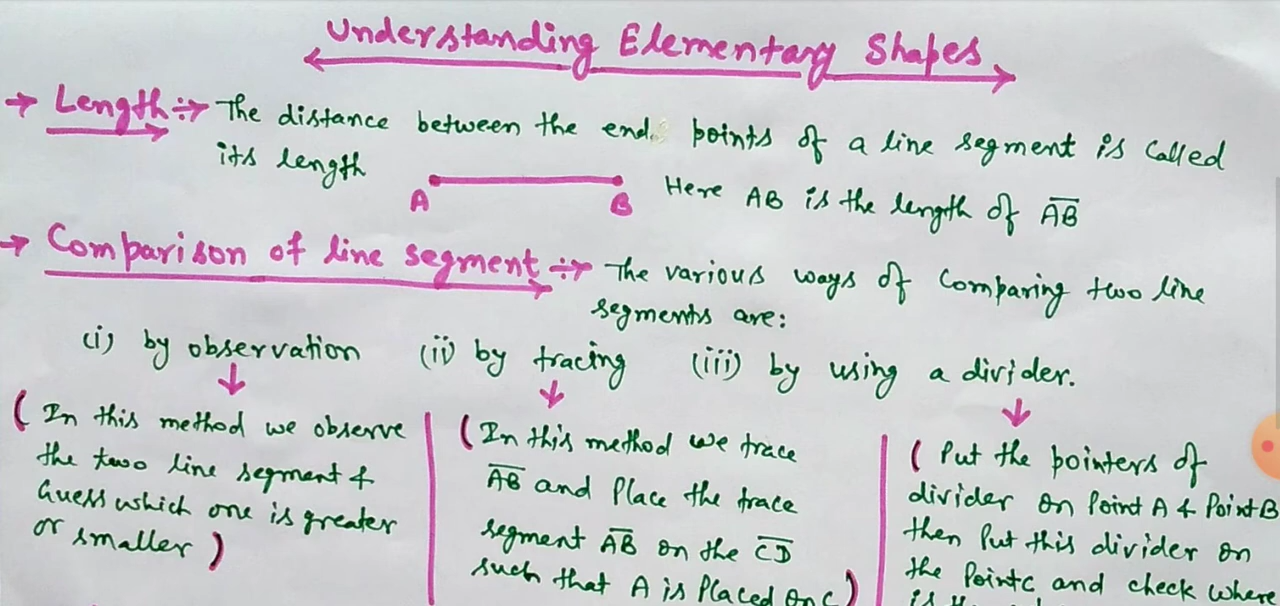 Understanding Elementary Shapes
→ Length ÷→ The distance between the end points of a line segment is called
its length
A B Here AB is the length of A̅B̅
→ Comparison of line segment ÷→ The various ways of Comparing two line
segments are:
(i) by observation (ii) by tracing (iii) by using a divider.
(In this method we observe
the two line segment &
Guess which one is greater
or smaller)
(In this method we trace
A̅B̅ and Place the trace
segment A̅B̅ on the C̅D̅
such that A is Placed on C)
(Put the pointers of
divider on Point A & Point B
then Put this divider on
the Point C and check where
is